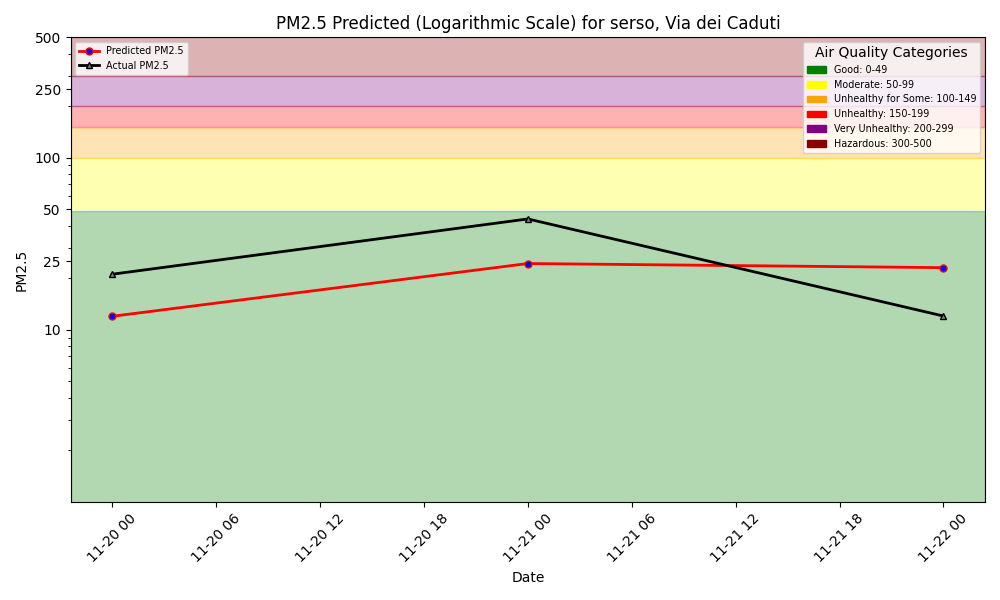 PM2.5 Predicted (Logarithmic Scale) for serso, Via dei Caduti
Predicted PM2.5
Actual PM2.5
Air Quality Categories
Good: 0-49
Moderate: 50-99
Unhealthy for Some: 100-149
Unhealthy: 150-199
Very Unhealthy: 200-299
Hazardous: 300-500
500
250
100
50
25
10
PM2.5
11-20 00
11-20 06
11-20 12
11-20 18
11-21 00
11-21 06
11-21 12
11-21 18
11-22 00
Date